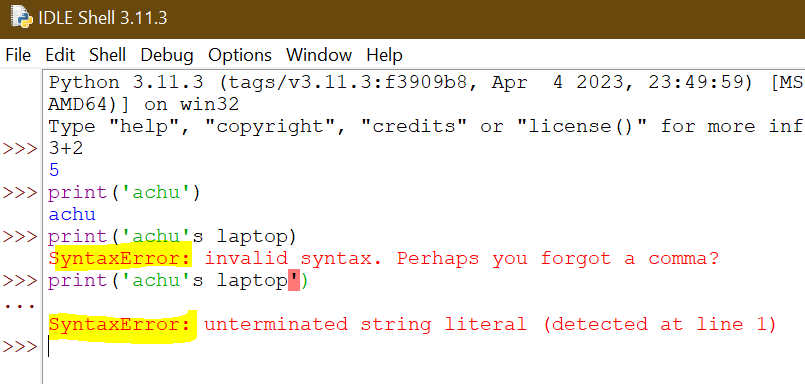 IDLE Shell 3.11.3
File Edit Shell Debug Options Window Help
Python 3.11.3 (tags/v3.11.3:f3909b8, Apr  4 2023, 23:49:59) [MS
AMD64)] on win32
Type "help", "copyright", "credits" or "license()" for more inf
>>> 3+2
5
>>> print('achu')
achu
>>> print('achu's laptop)
SyntaxError: invalid syntax. Perhaps you forgot a comma?
>>> print('achu's laptop')
...
SyntaxError: unterminated string literal (detected at line 1)
>>>